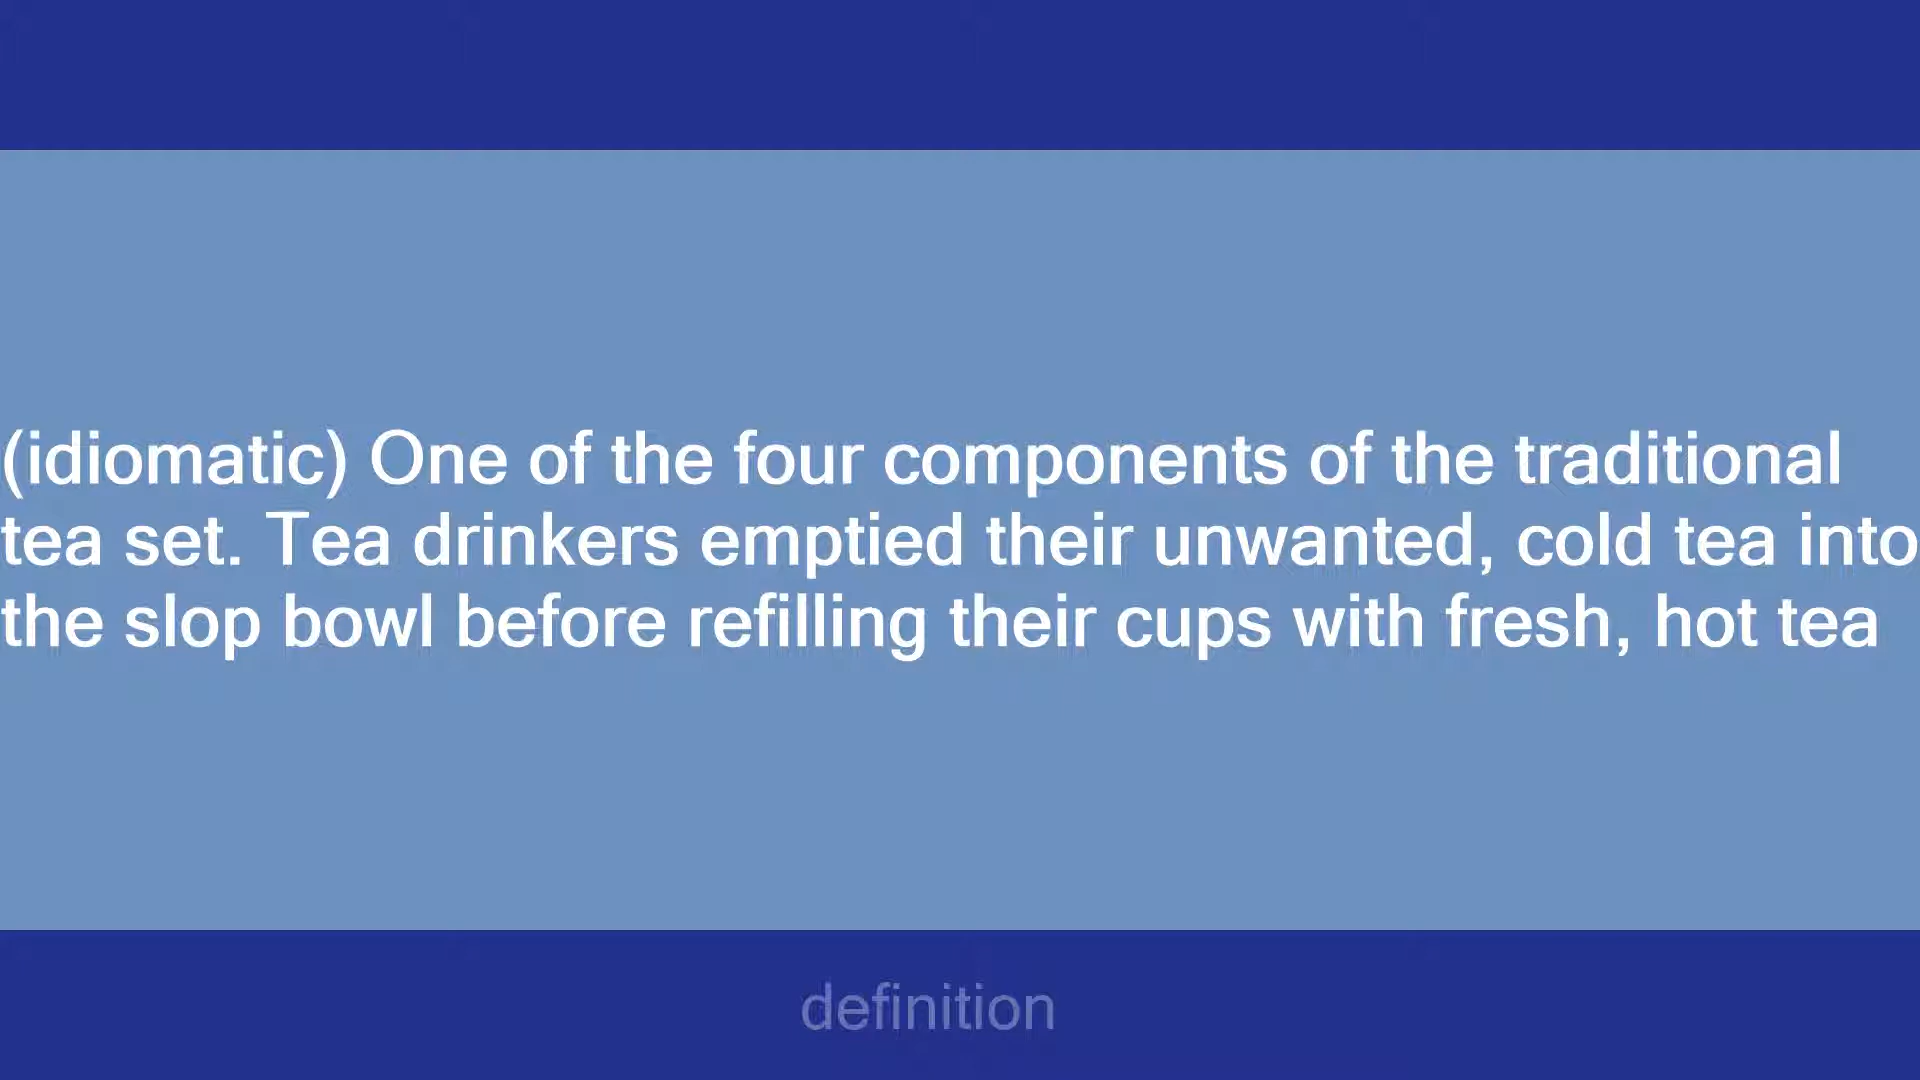 (idiomatic) One of the four components of the traditional
tea set. Tea drinkers emptied their unwanted, cold tea into
the slop bowl before refilling their cups with fresh, hot tea
definition